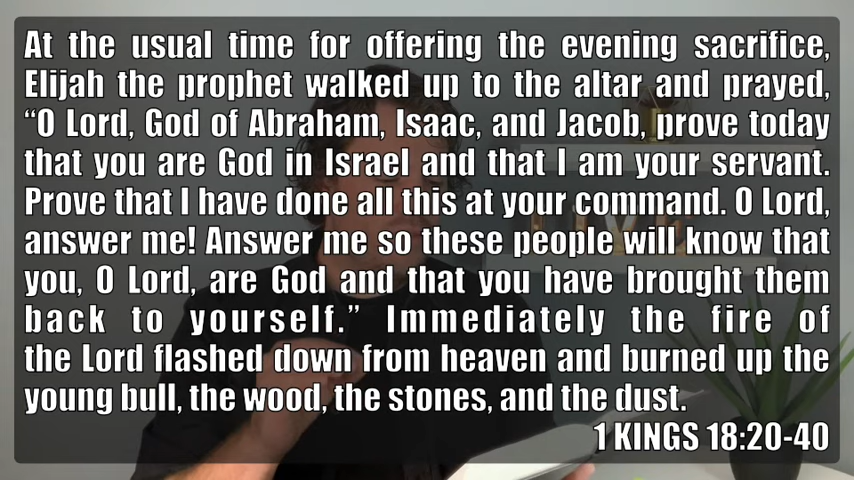 At the usual time for offering the evening sacrifice,
Elijah the prophet walked up to the altar and prayed,
“O Lord, God of Abraham, Isaac, and Jacob, prove today
that you are God in Israel and that I am your servant.
Prove that I have done all this at your command. O Lord,
answer me! Answer me so these people will know that
you, O Lord, are God and that you have brought them
back to yourself.” Immediately the fire of
the Lord flashed down from heaven and burned up the
young bull, the wood, the stones, and the dust.
1 KINGS 18:20-40